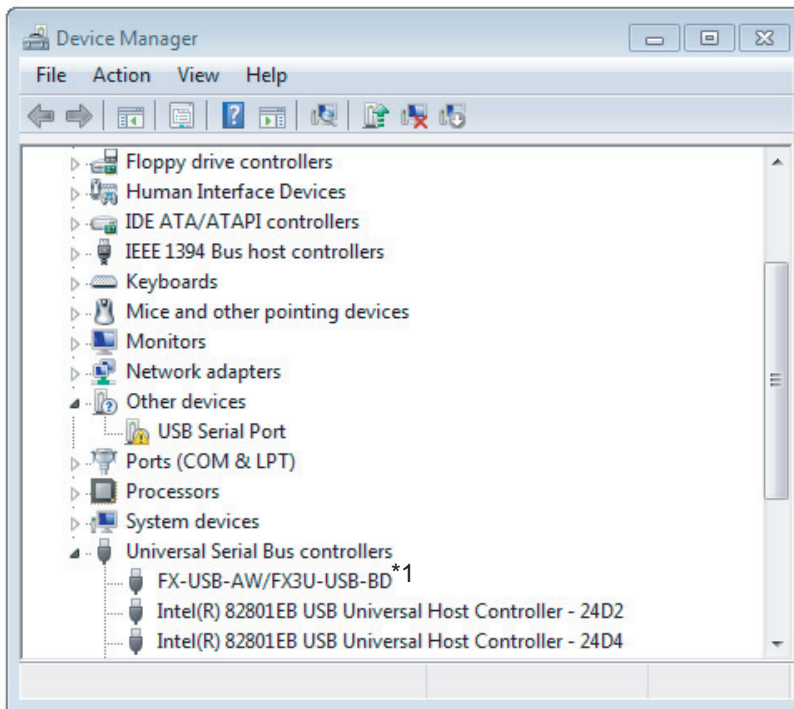 Device Manager
File Action View Help
Floppy drive controllers
Human Interface Devices
IDE ATA/ATAPI controllers
IEEE 1394 Bus host controllers
Keyboards
Mice and other pointing devices
Monitors
Network adapters
Other devices
USB Serial Port
Ports (COM & LPT)
Processors
System devices
Universal Serial Bus controllers
FX-USB-AW/FX3U-USB-BD*1
Intel(R) 82801EB USB Universal Host Controller - 24D2
Intel(R) 82801EB USB Universal Host Controller - 24D4